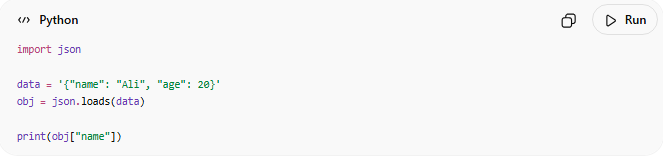 Python
Run
import json
data = '{"name": "Ali", "age": 20}'
obj = json.loads(data)
print(obj["name"])